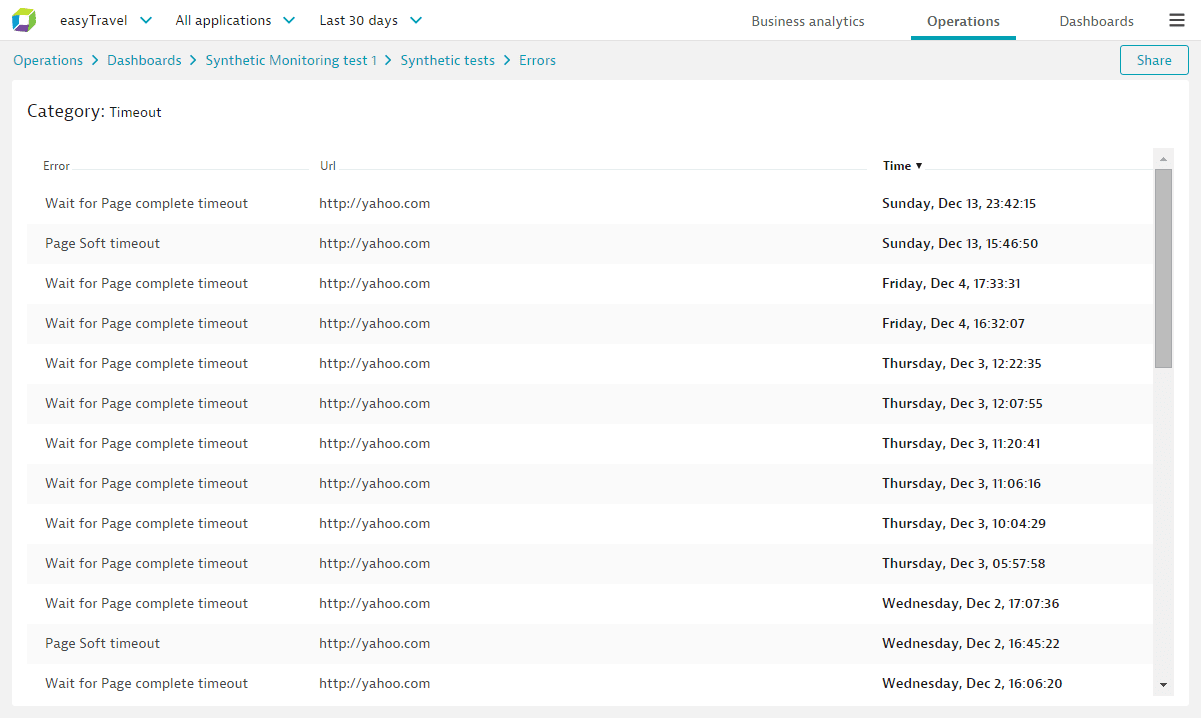 easyTravel All applications Last 30 days Business analytics Operations Dashboards
Operations > Dashboards > Synthetic Monitoring test 1 > Synthetic tests > Errors Share
Category: Timeout
Error Url Time ▼
Wait for Page complete timeout http://yahoo.com Sunday, Dec 13, 23:42:15
Page Soft timeout http://yahoo.com Sunday, Dec 13, 15:46:50
Wait for Page complete timeout http://yahoo.com Friday, Dec 4, 17:33:31
Wait for Page complete timeout http://yahoo.com Friday, Dec 4, 16:32:07
Wait for Page complete timeout http://yahoo.com Thursday, Dec 3, 12:22:35
Wait for Page complete timeout http://yahoo.com Thursday, Dec 3, 12:07:55
Wait for Page complete timeout http://yahoo.com Thursday, Dec 3, 11:20:41
Wait for Page complete timeout http://yahoo.com Thursday, Dec 3, 11:06:16
Wait for Page complete timeout http://yahoo.com Thursday, Dec 3, 10:04:29
Wait for Page complete timeout http://yahoo.com Thursday, Dec 3, 05:57:58
Wait for Page complete timeout http://yahoo.com Wednesday, Dec 2, 17:07:36
Page Soft timeout http://yahoo.com Wednesday, Dec 2, 16:45:22
Wait for Page complete timeout http://yahoo.com Wednesday, Dec 2, 16:06:20